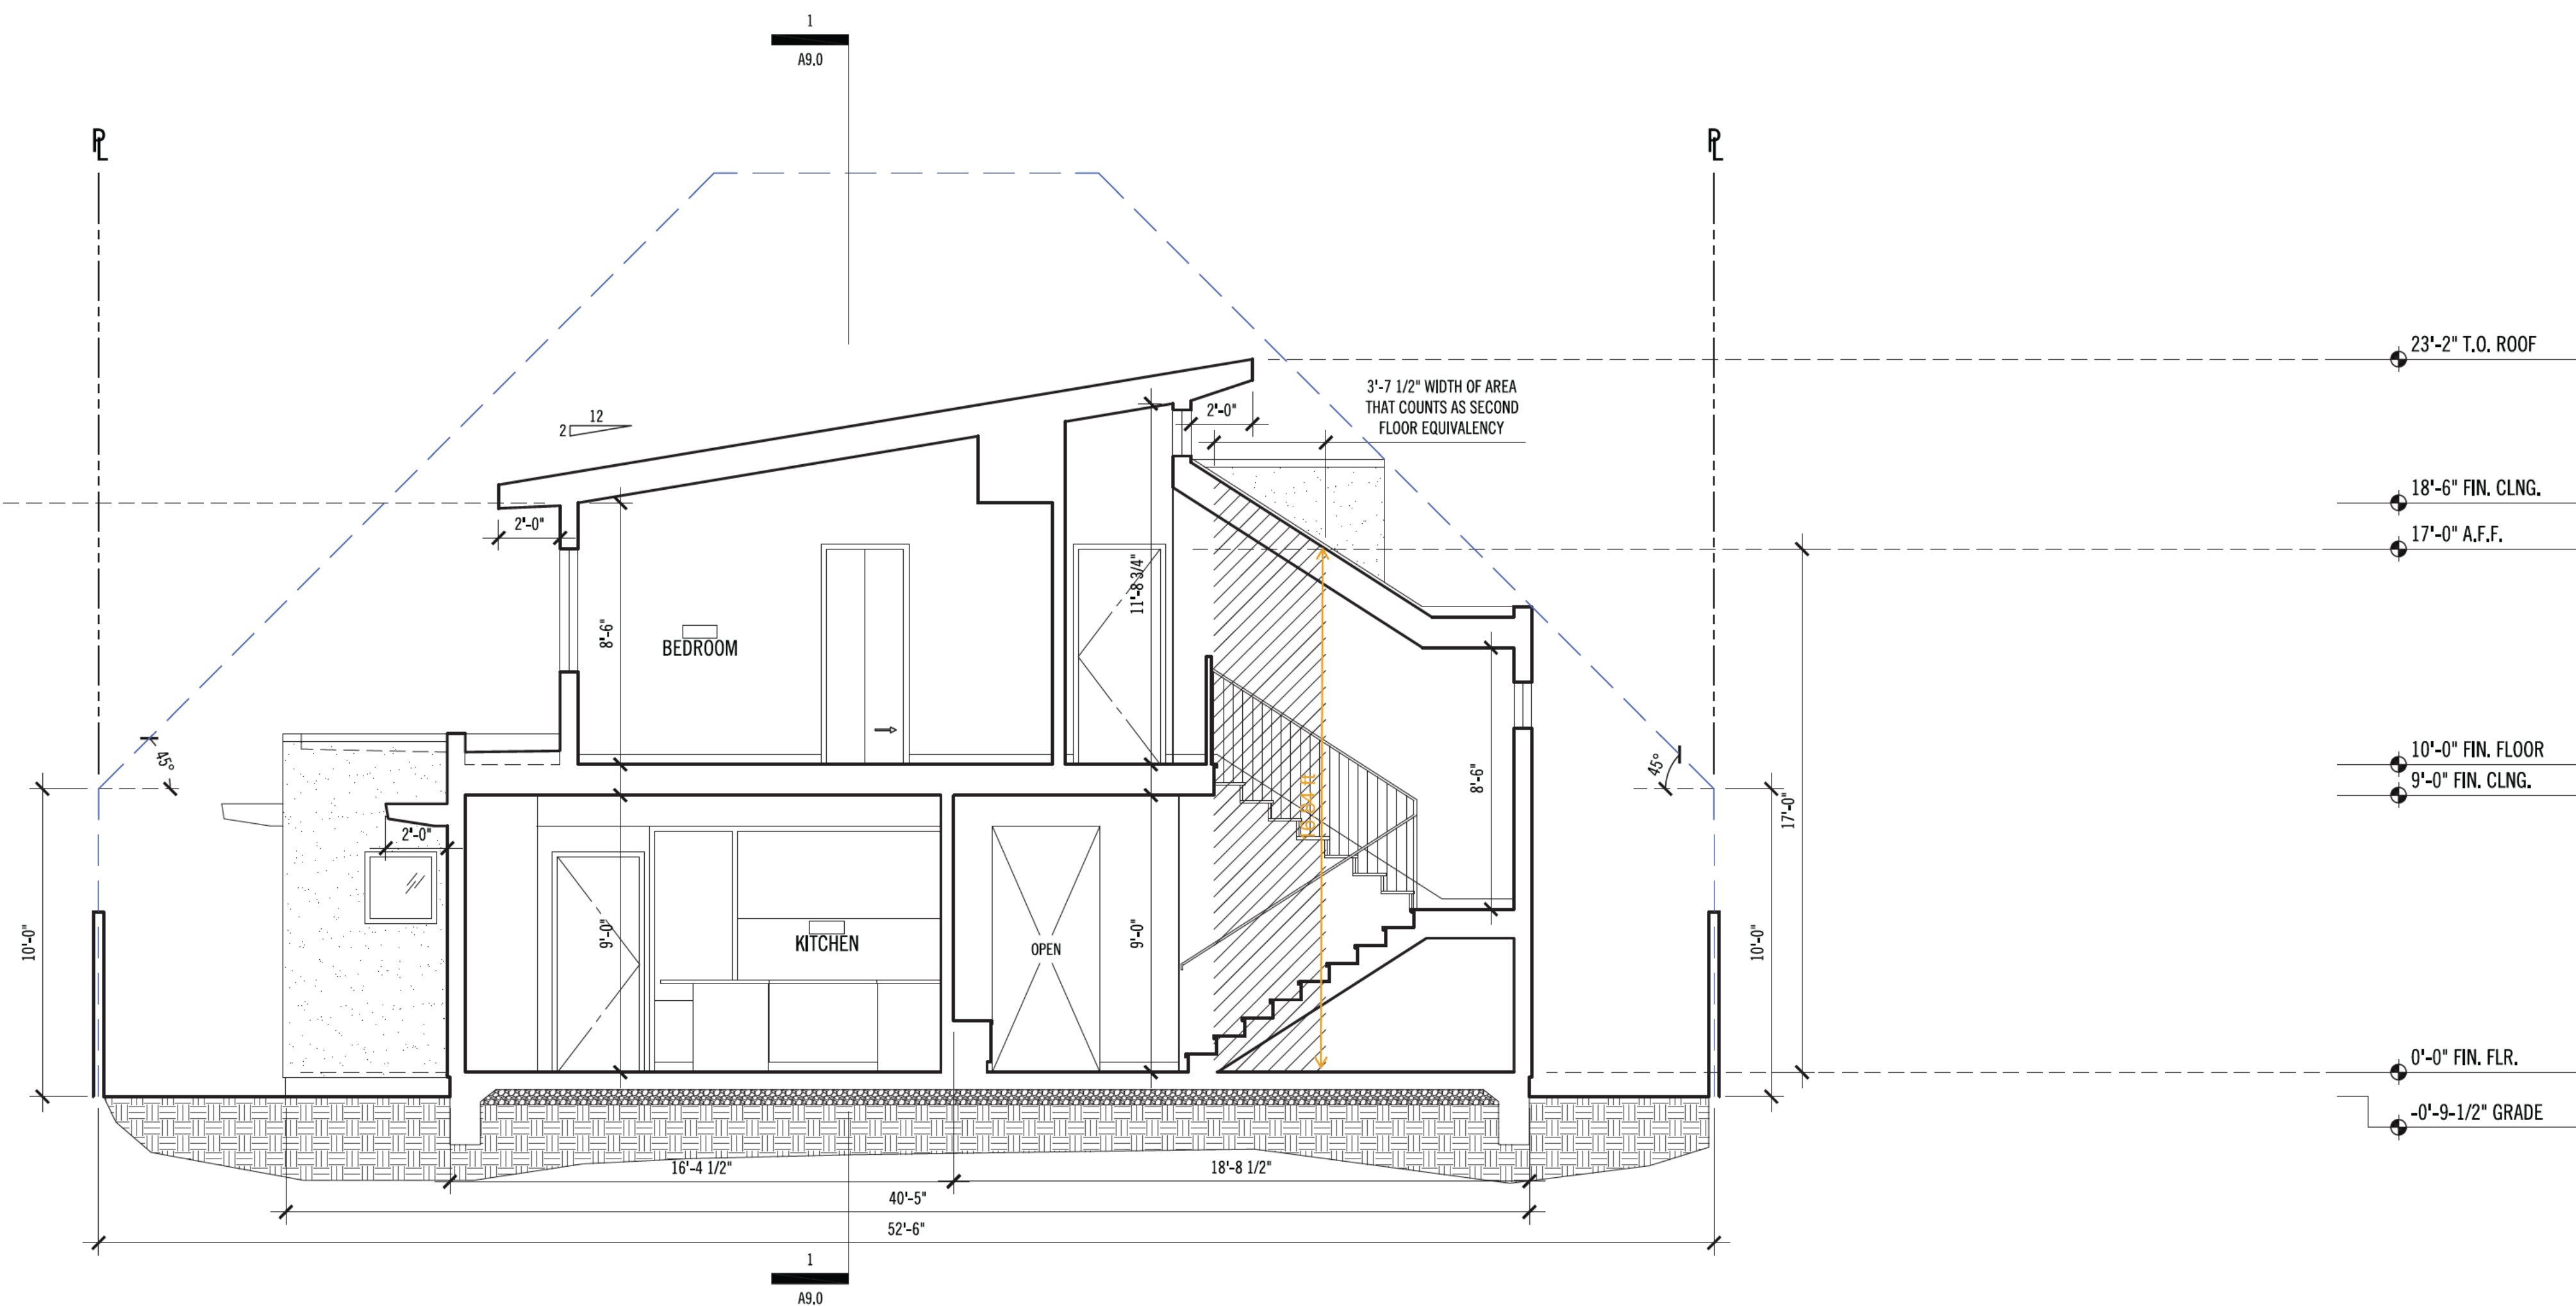 1
A9.0
PL
PL
23'-2" T.O. ROOF
3'-7 1/2" WIDTH OF AREA
THAT COUNTS AS SECOND
FLOOR EQUIVALENCY
2'-0"
12
2
18'-6" FIN. CLNG.
17'-0" A.F.F.
2'-0"
11'-8 3/4"
8'-6"
BEDROOM
45°
45°
10'-0" FIN. FLOOR
9'-0" FIN. CLNG.
8'-6"
17'-0"
2'-0"
10'-0"
9'-0"
KITCHEN
OPEN
9'-0"
10'-0"
0'-0" FIN. FLR.
-0'-9-1/2" GRADE
16'-4 1/2"
18'-8 1/2"
40'-5"
52'-6"
1
A9.0